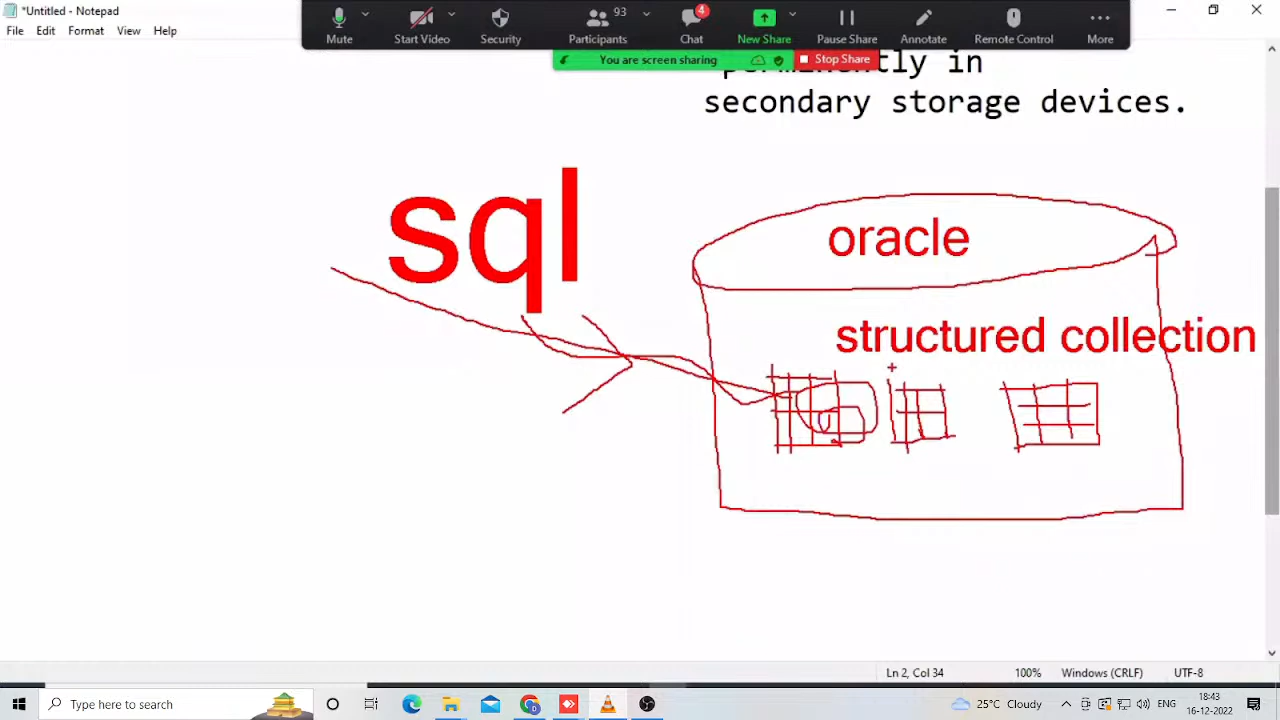 *Untitled - Notepad
File Edit Format View Help
Mute Start Video Security Participants 93 Chat 4 New Share Pause Share Annotate Remote Control More
You are screen sharing Stop Share
in
secondary storage devices.
sql
oracle
structured collection
Ln 2, Col 34 100% Windows (CRLF) UTF-8
Type here to search
25°C Cloudy ENG 18:43
16-12-2022